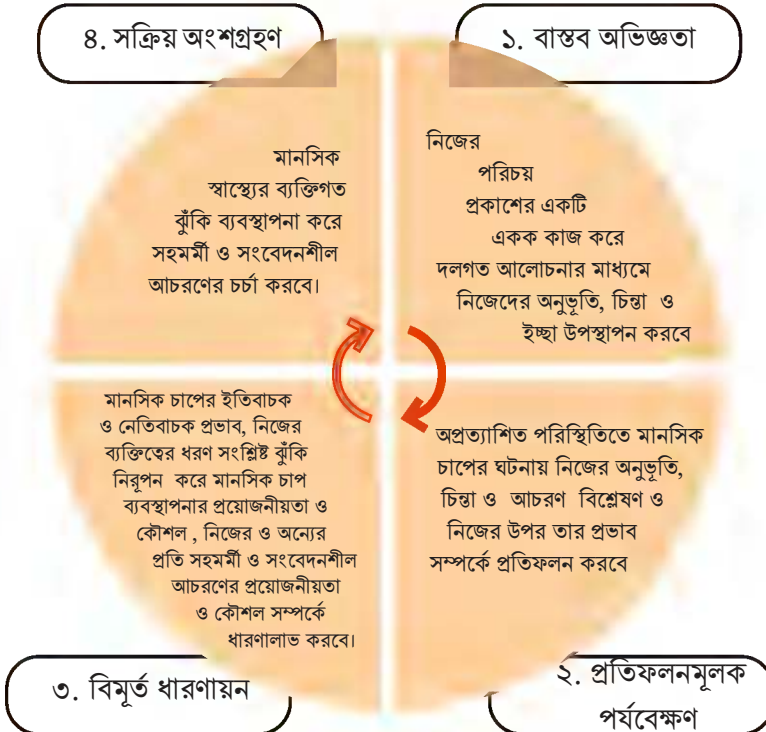 ৪. সক্রিয় অংশগ্রহণ
মানসিক
স্বাস্থ্যের ব্যক্তিগত
ঝুঁকি ব্যবস্থাপনা করে
সহমর্মী ও সংবেদনশীল
আচরণের চর্চা করবে।
১. বাস্তব অভিজ্ঞতা
নিজের
পরিচয়
প্রকাশের একটি
একক কাজ করে
দলগত আলোচনার মাধ্যমে
নিজেদের অনুভূতি, চিন্তা ও
ইচ্ছা উপস্থাপন করবে
মানসিক চাপের ইতিবাচক
ও নেতিবাচক প্রভাব, নিজের
ব্যক্তিত্বের ধরণ সংশ্লিষ্ট ঝুঁকি
নিরূপন করে মানসিক চাপ
ব্যবস্থাপনার প্রয়োজনীয়তা ও
কৌশল , নিজের ও অন্যের
প্রতি সহমর্মী ও সংবেদনশীল
আচরণের প্রয়োজনীয়তা
ও কৌশল সম্পর্কে
ধারণালাভ করবে।
৩. বিমূর্ত ধারণায়ন
অপ্রত্যাশিত পরিস্থিতিতে মানসিক
চাপের ঘটনায় নিজের অনুভূতি,
চিন্তা ও আচরণ বিশ্লেষণ ও
নিজের উপর তার প্রভাব
সম্পর্কে প্রতিফলন করবে
২. প্রতিফলনমূলক
পর্যবেক্ষণ